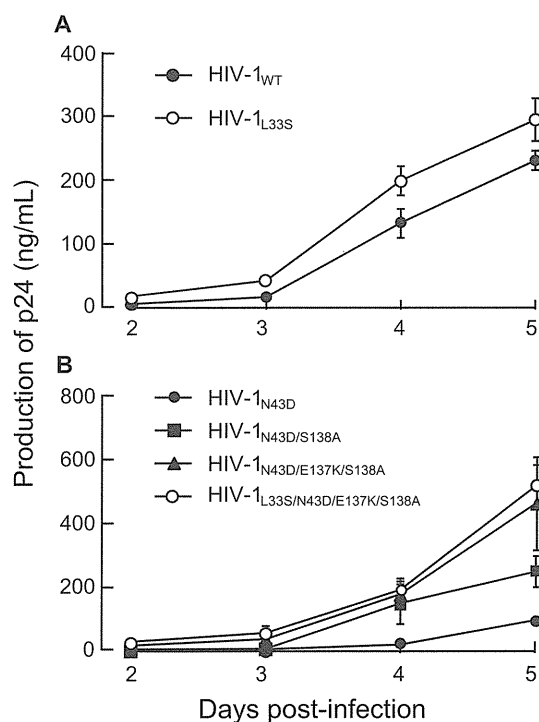 A
400
300
200
100
0
HIV-1WT
HIV-1L33S
2 3 4 5
Production of p24 (ng/mL)
B
800
600
400
200
0
HIV-1N43D
HIV-1N43D/S138A
HIV-1N43D/E137K/S138A
HIV-1L33S/N43D/E137K/S138A
2 3 4 5
Days post-infection